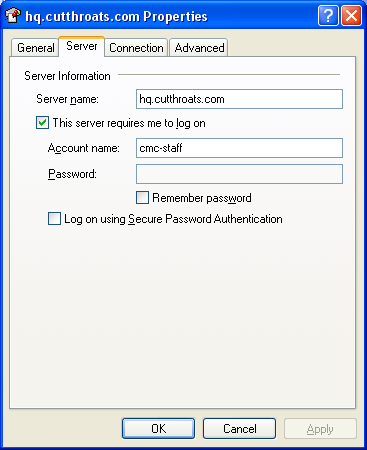 hq.cutthroats.com Properties
General Server Connection Advanced
Server Information
Server name: hq.cutthroats.com
This server requires me to log on
Account name: cmc-staff
Password:
Remember password
Log on using Secure Password Authentication
OK Cancel Apply